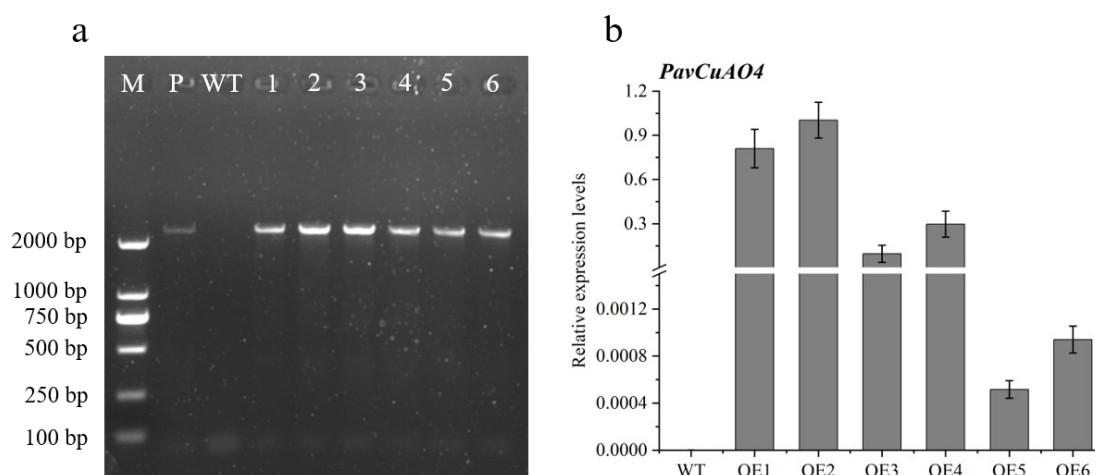 a
M P WT 1 2 3 4 5 6
2000 bp
1000 bp
750 bp
500 bp
250 bp
100 bp
b
PavCuAO4
Relative expression levels
1.2
0.9
0.6
0.3
0.0012
0.0008
0.0004
0.0000
WT OE1 OE2 OE3 OE4 OE5 OE6